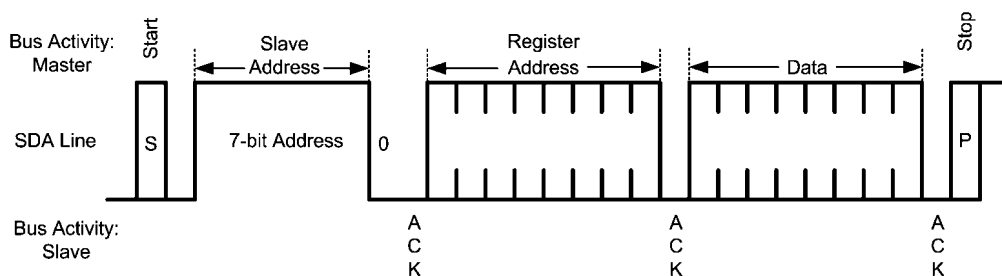 Bus Activity:
Master
Start
Slave
Address
Register
Address
Data
Stop
SDA Line
S
7-bit Address
0
P
Bus Activity:
Slave
A
C
K
A
C
K
A
C
K